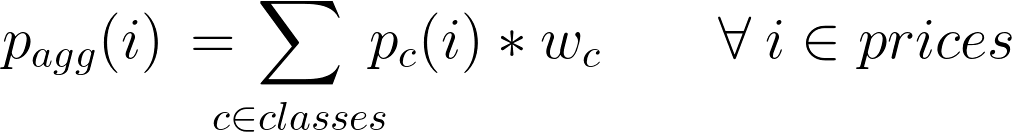 p_{agg}(i) = \sum_{c \in classes} p_c(i) * w_c \qquad \forall i \in prices